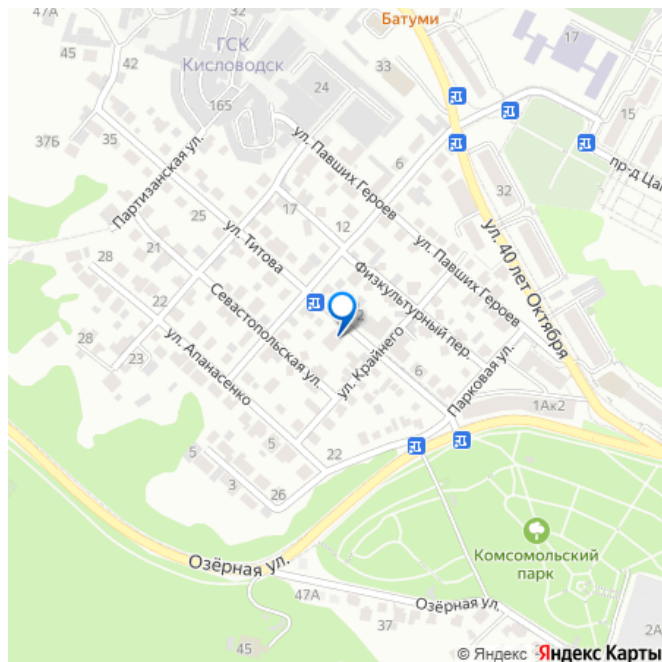 47А
Батуми
ГСК
Кисловодск
17
45
42
24
33
165
15
37Б
35
ул. Павших Героев
6
пр-д Цан
32
Партизанская ул.
25
17
12
ул. Титова
ул. Павших Героев
ул. 40 лет Октября
28
21
Физкультурный пер.
22
Севастопольская ул.
28
23
ул. Апанасенко
ул. Крайнего
6
Парковая ул.
1Ак2
5
5
22
3
26
Комсомольский
парк
Озёрная ул.
47А
Озёрная ул.
37
2А
45
© Яндекс
Яндекс Карты